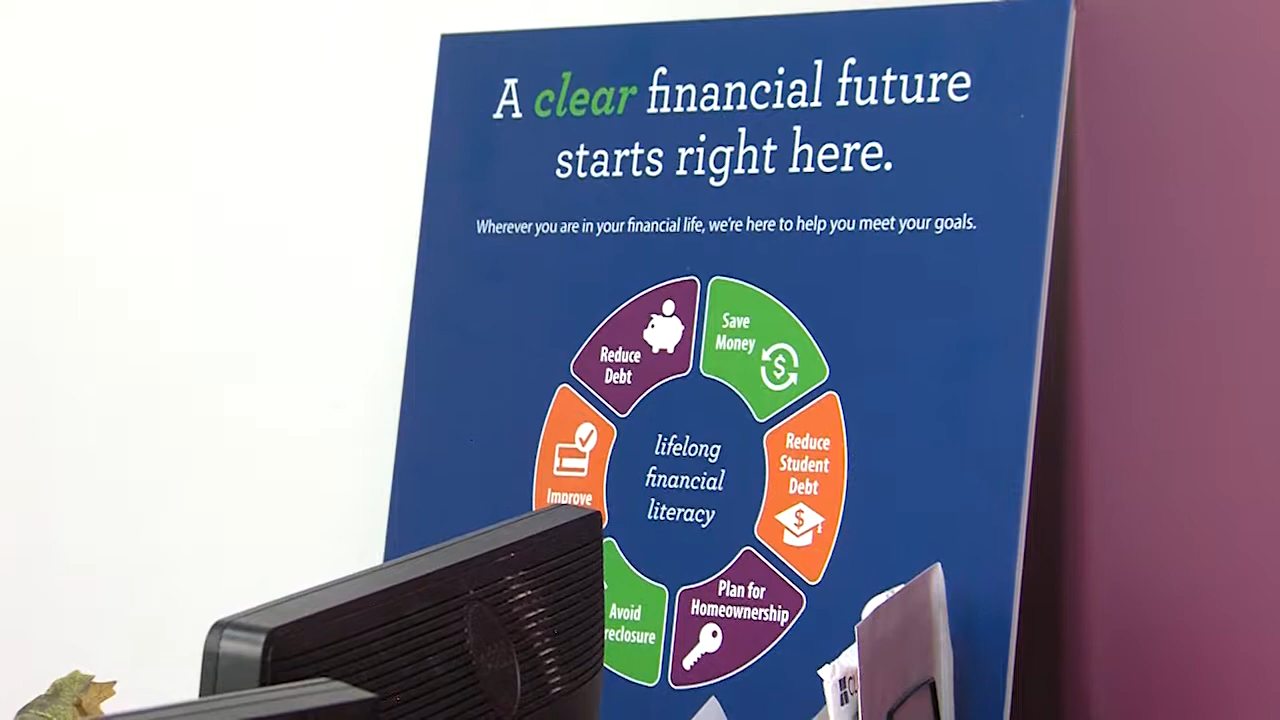 A clear financial future
starts right here.
Wherever you are in your financial life, we're here to help you meet your goals.
Save
Money
Reduce
Debt
Reduce
Student
Debt
lifelong
financial
literacy
Improve
Plan for
Homeownership
Avoid
reclosure